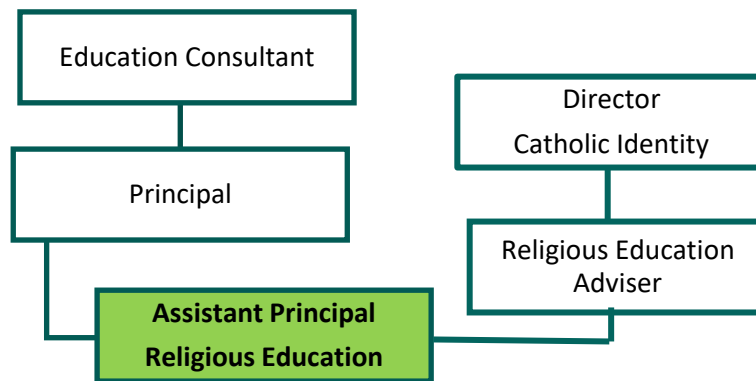 Education Consultant
Principal
Director
Catholic Identity
Religious Education
Adviser
Assistant Principal
Religious Education